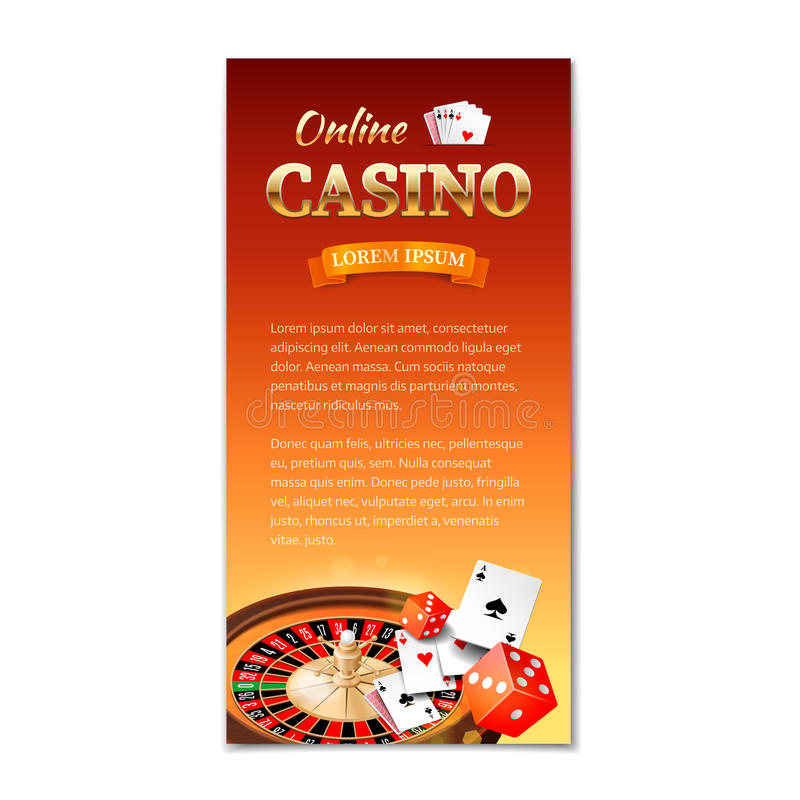 Online
CASINO
LOREM IPSUM
Lorem ipsum dolor sit amet, consectetuer
adipiscing elit. Aenean commodo ligula
eget dolor. Aenean massa. Cum sociis
penatibus et magnis dis parturient montes,
nascetur ridiculus mus.
Donec quam felis, ultricies nec,
pellentesque eu, pretium quis, sem. Nulla
consequat massa quis enim. Donec pede
justo, fringilla vel, aliquet nec, vulputate
eget, arcu. In enim justo, rhoncus ut,
imperdiet a, venenatis vitae, justo.
dreamstime